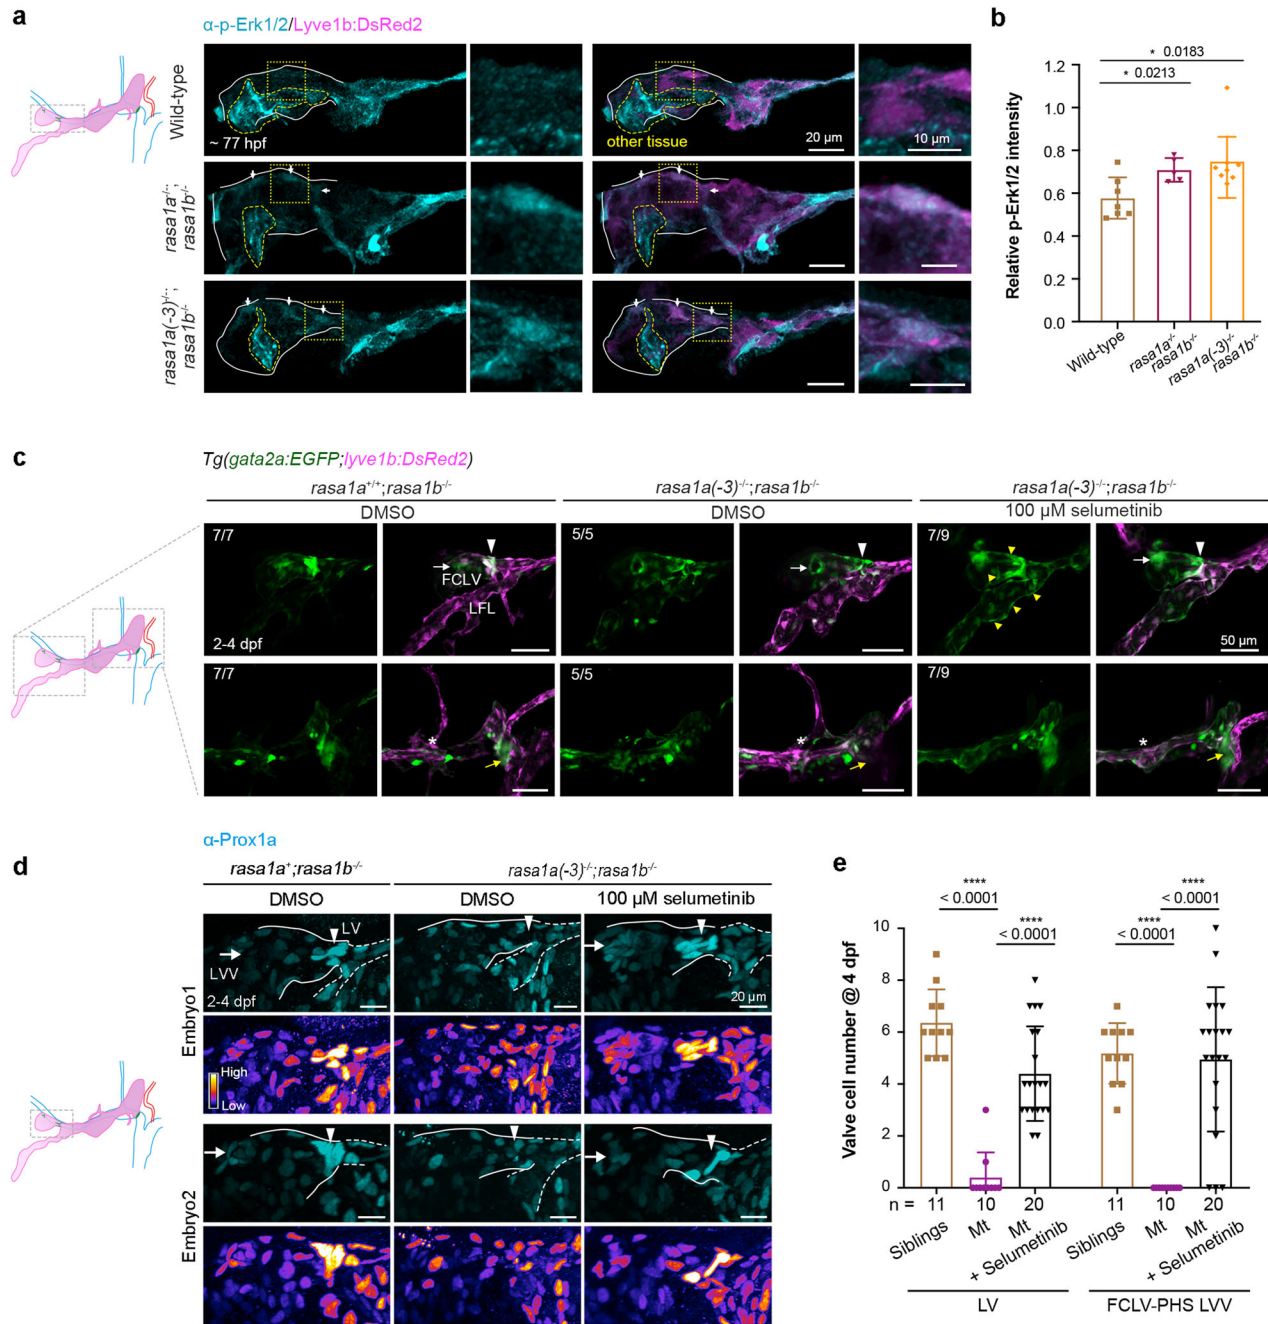 a
α-p-Erk1/2/Lyve1b:DsRed2
Wild-type
~ 77 hpf
other tissue
20 µm
10 µm
rasa1a-/-;
rasa1b-/-
rasa1a(-3)-/-;
rasa1b-/-
b
* 0.0183
* 0.0213
1.2
1.0
0.8
0.6
0.4
0.2
0.0
Relative p-Erk1/2 intensity
Wild-type
rasa1a-/-
rasa1b-/-
rasa1a(-3)-/-
rasa1b-/-
c
Tg(gata2a:EGFP;lyve1b:DsRed2)
rasa1a+/+;rasa1b-/-
rasa1a(-3)-/-;rasa1b-/-
rasa1a(-3)-/-;rasa1b-/-
DMSO
DMSO
100 µM selumetinib
7/7
5/5
7/9
FCLV
LFL
2-4 dpf
50 µm
7/7
5/5
7/9
*
*
*
d
α-Prox1a
rasa1a+;rasa1b-/-
rasa1a(-3)-/-;rasa1b-/-
DMSO
DMSO
100 µM selumetinib
Embryo1
LV
LVV
2-4 dpf
20 µm
High
Low
Embryo2
e
****
< 0.0001
****
< 0.0001
****
< 0.0001
****
< 0.0001
Valve cell number @ 4 dpf
10
8
6
4
2
0
n = 11 10 20 11 10 20
Siblings
Mt
Mt
+ Selumetinib
Siblings
Mt
Mt
+ Selumetinib
LV
FCLV-PHS LVV